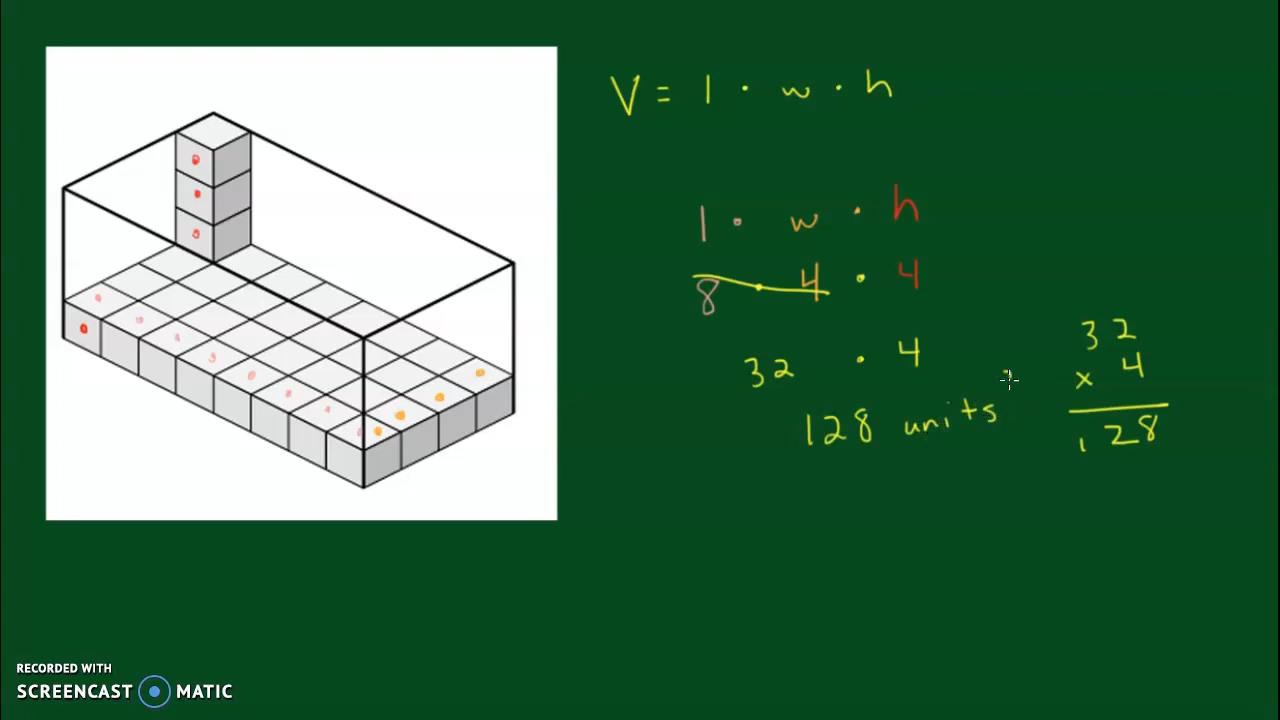 V = l · w · h
l · w · h
8 · 4 · 4
32 · 4
128 units
32
x 4
128
RECORDED WITH
SCREENCAST MATIC